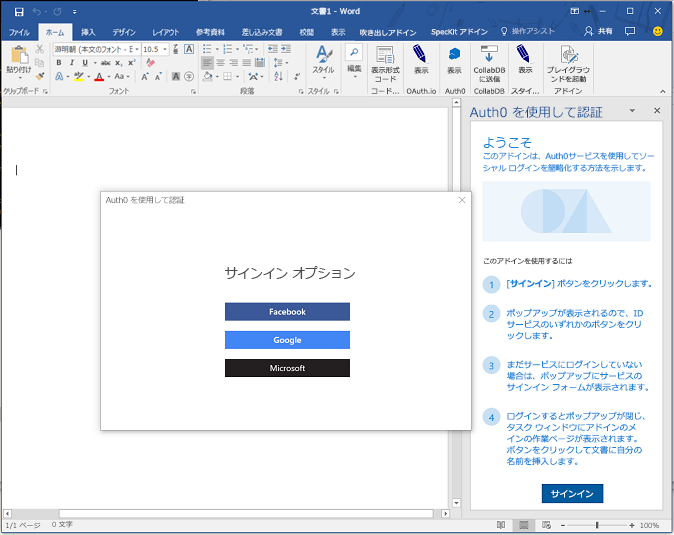 文書1 - Word
ファイル ホーム 挿入 デザイン レイアウト 参考資料 差し込み文書 校閲 表示 吹き出しアドイン SpecKit アドイン 操作アシスト 共有
游明朝 (本文のフォント - E 10.5
貼り付け
B I U abc x₂ x²
A A Aa A A
スタイル
編集
表示形式
コード
表示
表示
CollabDB
に送信
表示
プレイグラウ
ンドを起動
クリップボード フォント 段落 スタイル コード... OAuth.io Auth0 CollabDB スタイ... アドイン
Auth0 を使用して認証
ようこそ
このアドインは、Auth0サービスを使用してソー
シャル ログインを簡略化する方法を示します。
このアドインを使用するには
1 [サインイン] ボタンをクリックします。
2 ポップアップが表示されるので、ID
サービスのいずれかのボタンをクリ
ックします。
3 まだサービスにログインしていない
場合は、ポップアップにサービスの
サインイン フォームが表示されます。
4 ログインするとポップアップが閉じ、
タスク ウィンドウにアドインのメ
インの作業ページが表示されます。
ボタンをクリックして文書に自分の
名前を挿入します。
サインイン
Auth0 を使用して認証
サインイン オプション
Facebook
Google
Microsoft
1/1 ページ 0 文字 100%